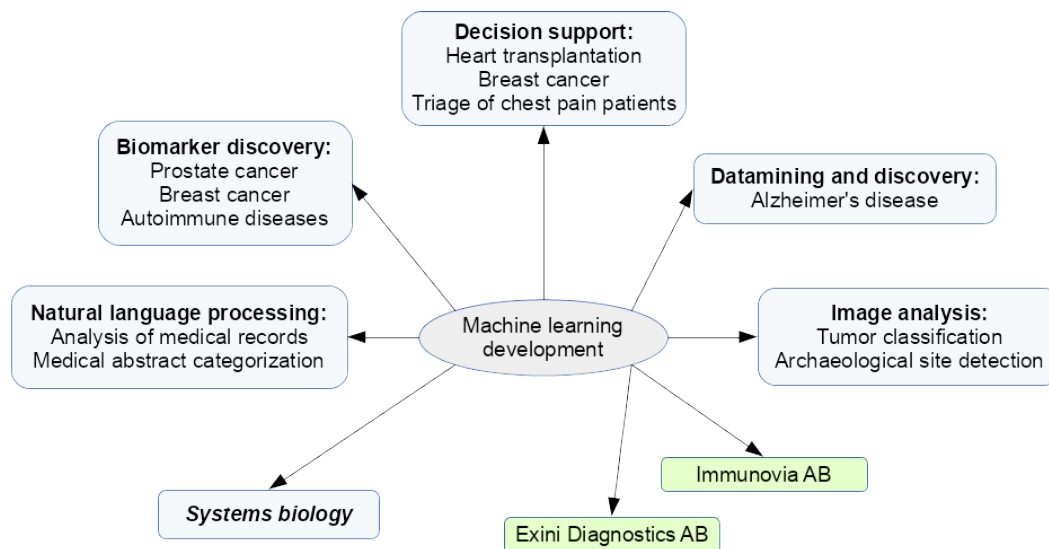 Decision support:
Heart transplantation
Breast cancer
Triage of chest pain patients
Biomarker discovery:
Prostate cancer
Breast cancer
Autoimmune diseases
Datamining and discovery:
Alzheimer's disease
Natural language processing:
Analysis of medical records
Medical abstract categorization
Machine learning
development
Image analysis:
Tumor classification
Archaeological site detection
Immunovia AB
Systems biology
Exini Diagnostics AB